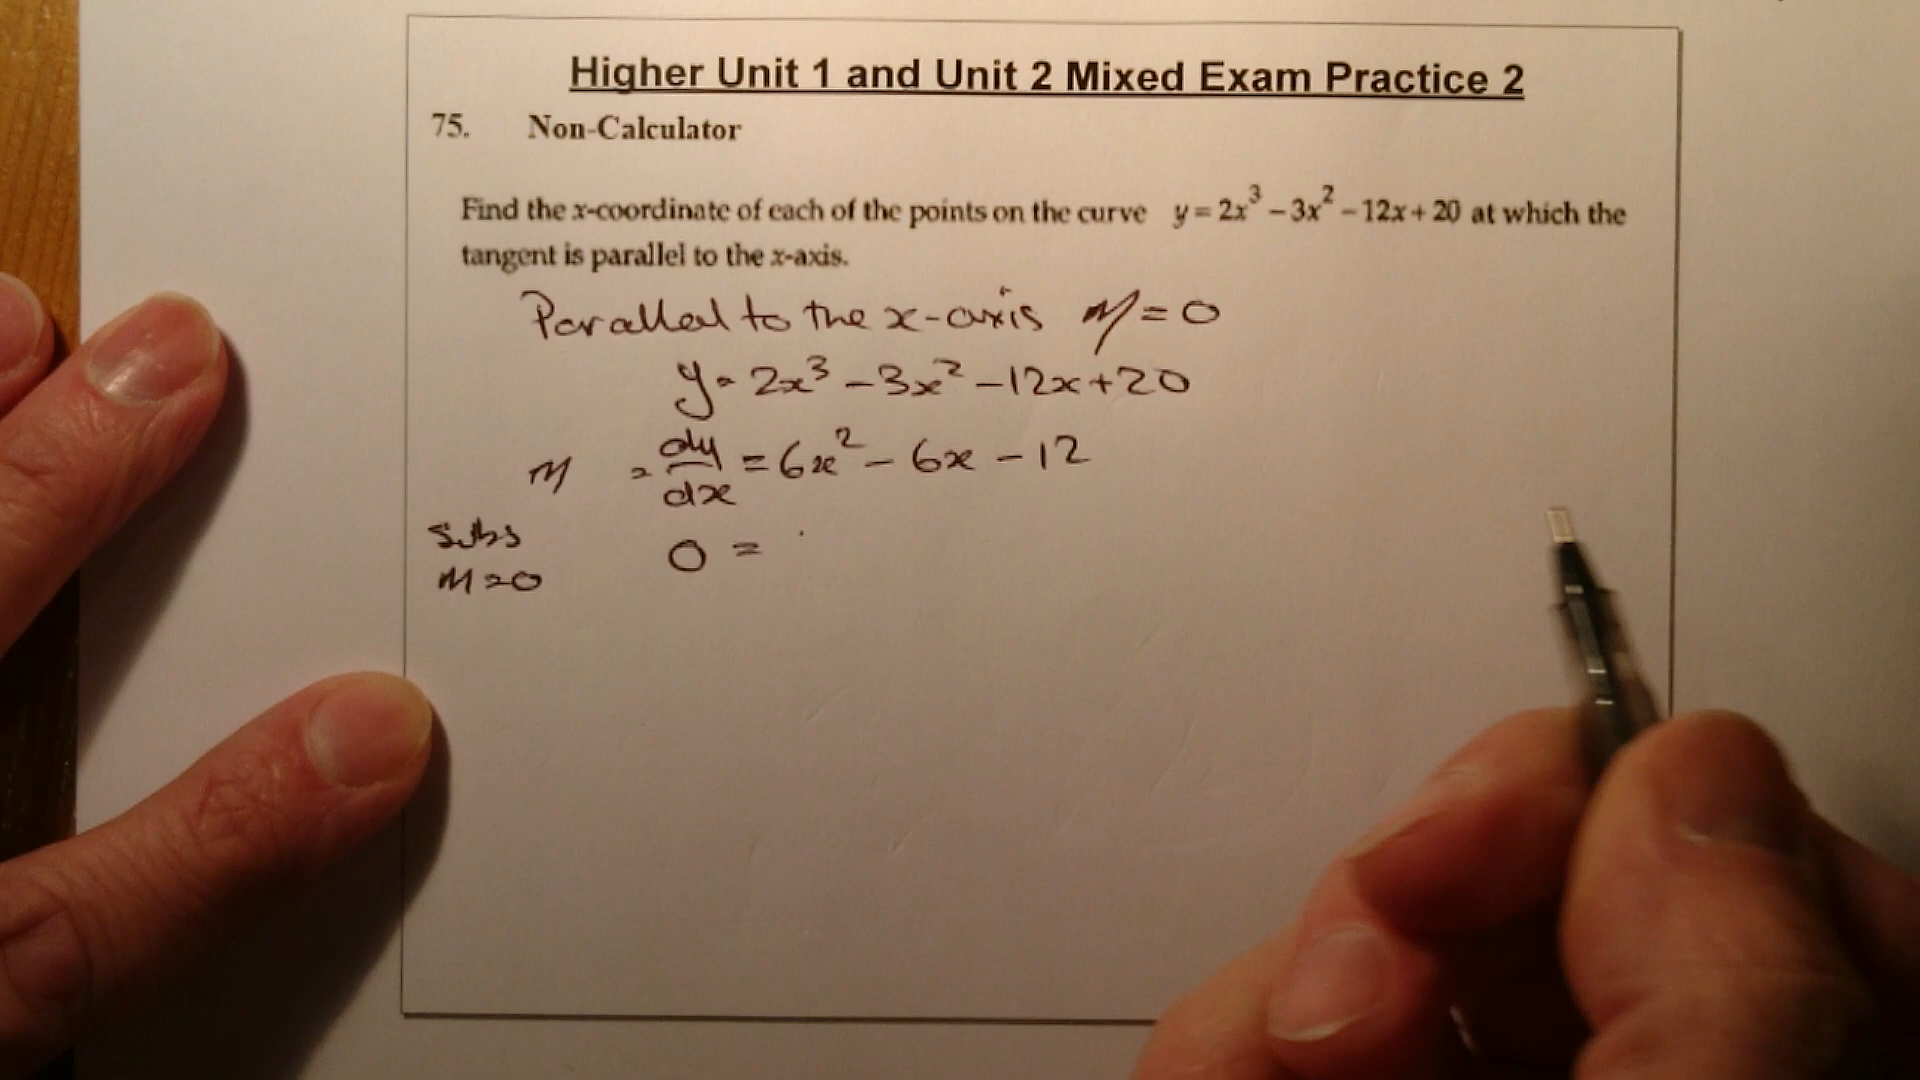 Higher Unit 1 and Unit 2 Mixed Exam Practice 2
75. Non-Calculator
Find the x-coordinate of each of the points on the curve y = 2x³ – 3x² – 12x + 20 at which the
tangent is parallel to the x-axis.
Parallel to the x-axis M = 0
y = 2x³ – 3x² – 12x + 20
M = dy/dx = 6x² – 6x – 12
Subs 0 =
M = 0